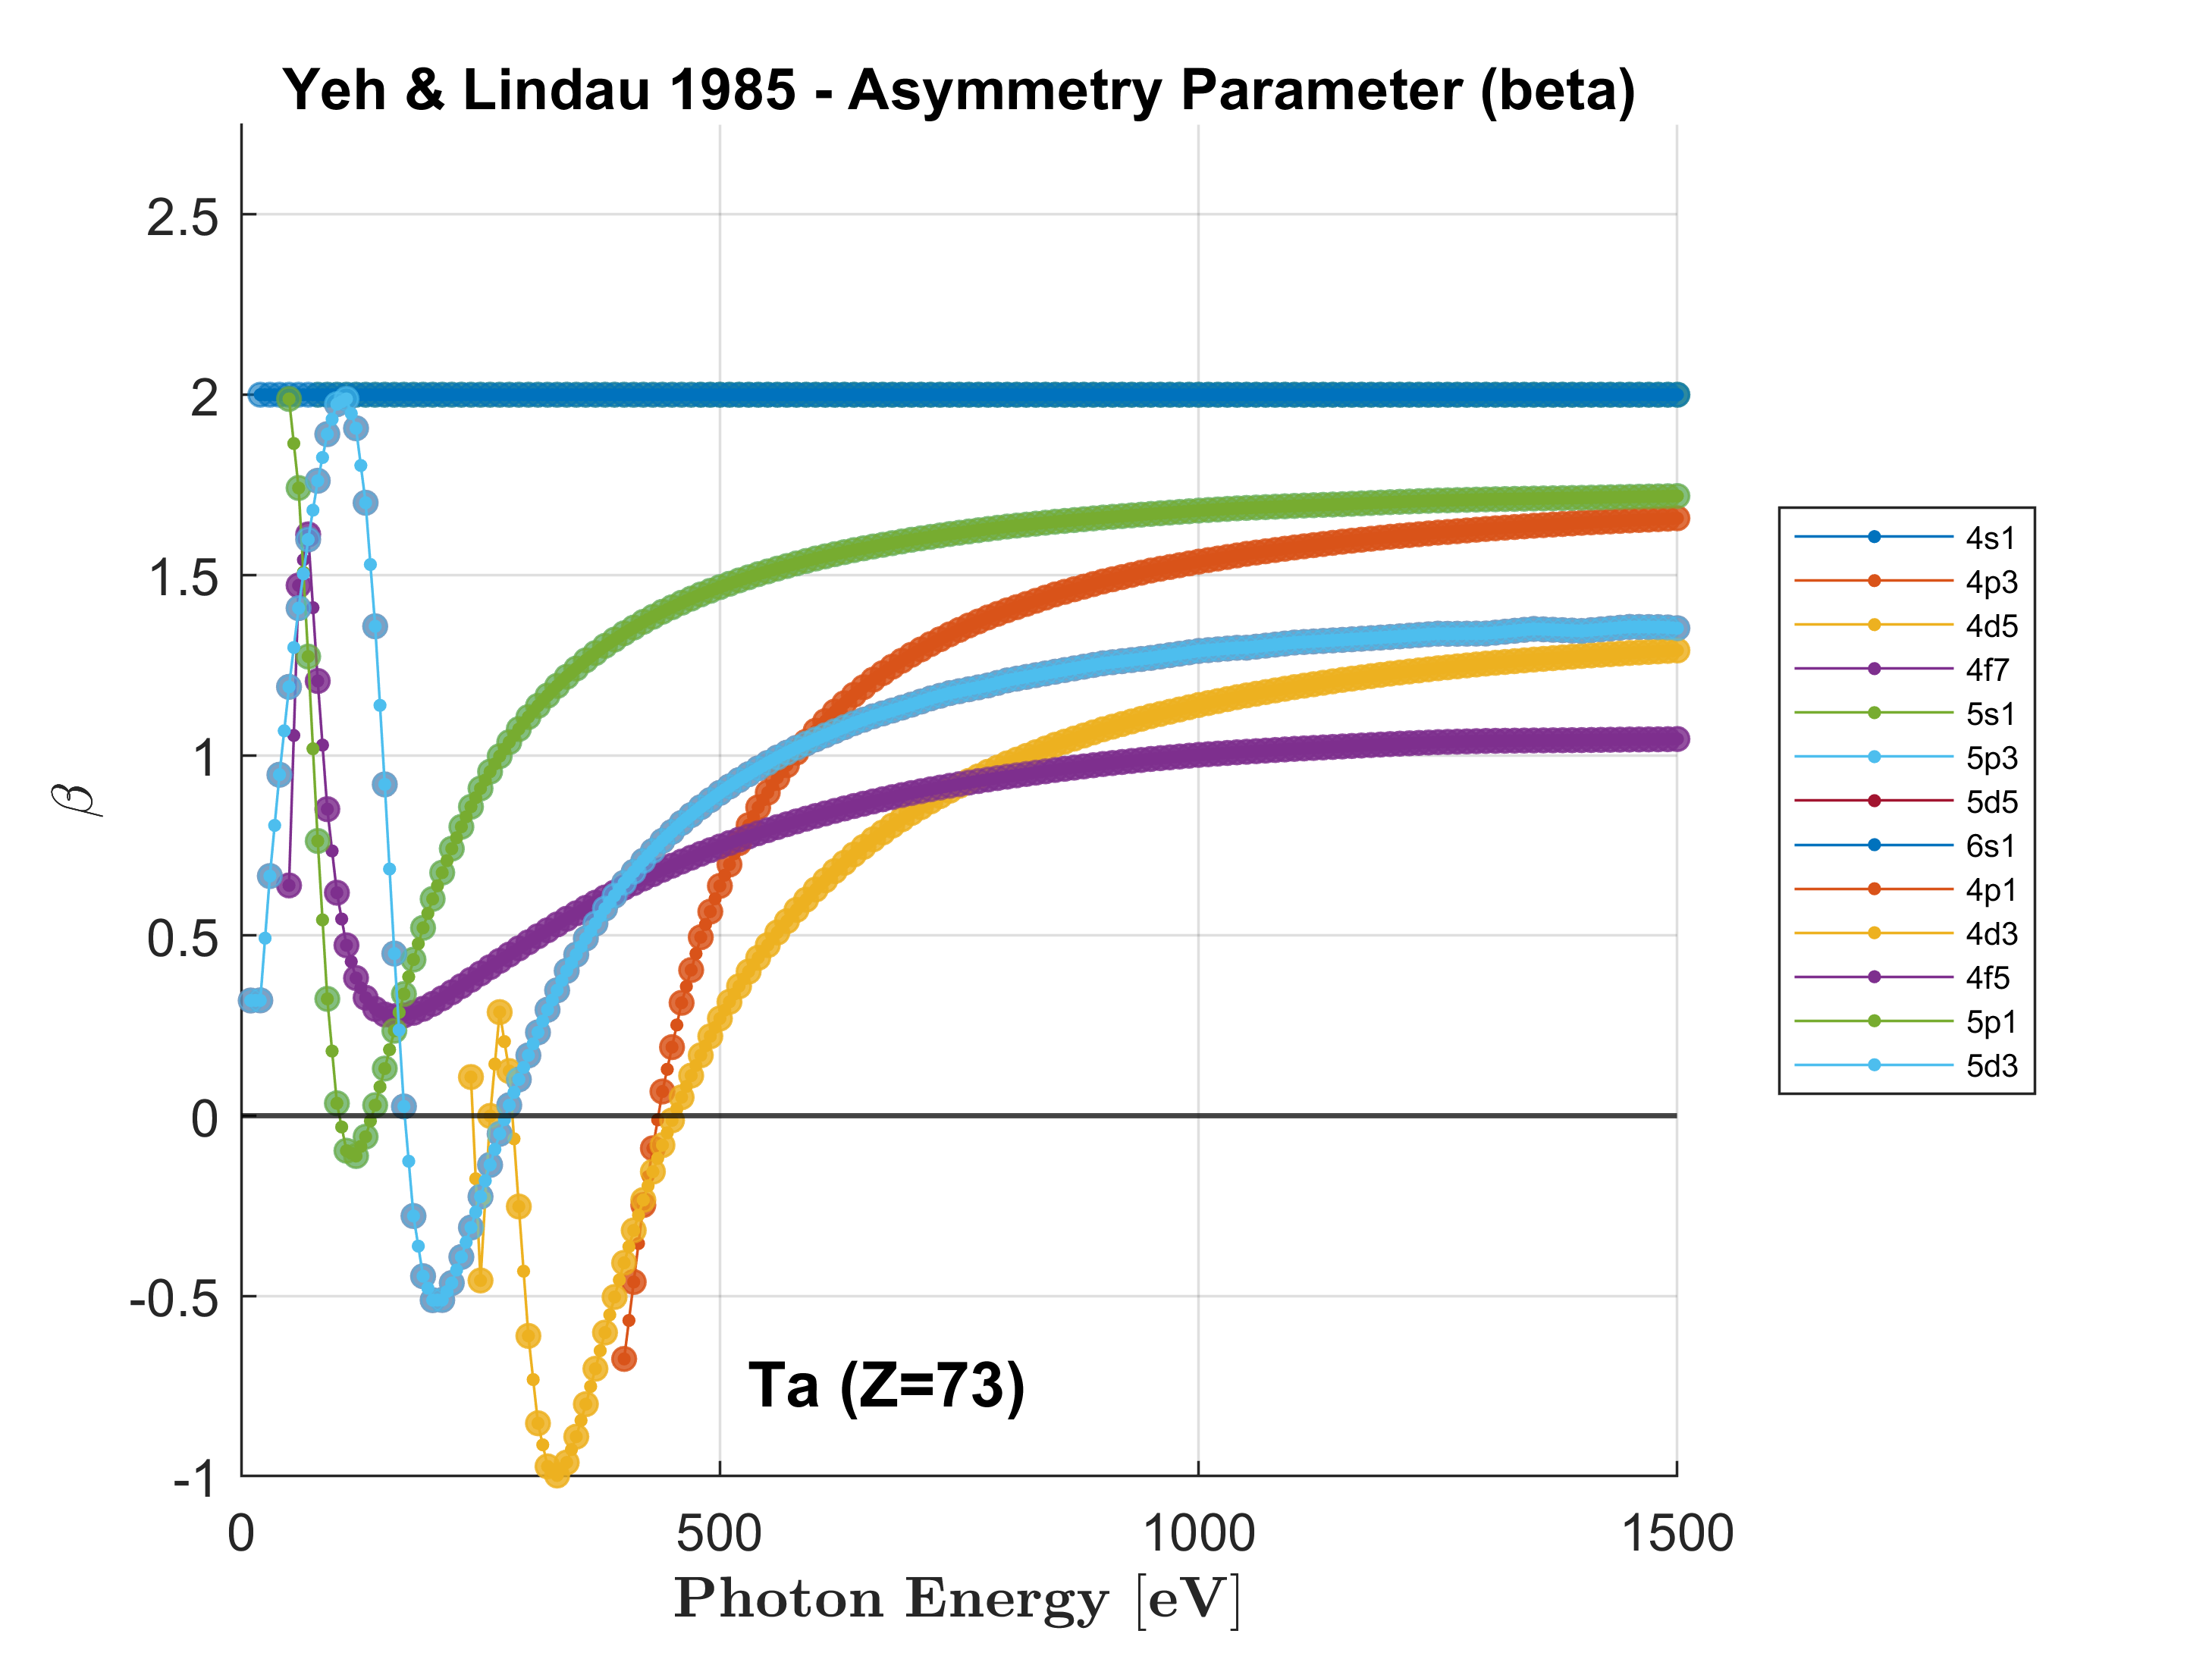 Yeh & Lindau 1985 - Asymmetry Parameter (beta)
2.5
2
1.5
1
0.5
0
-0.5
-1
β
0 500 1000 1500
Photon Energy [eV]
Ta (Z=73)
4s1
4p3
4d5
4f7
5s1
5p3
5d5
6s1
4p1
4d3
4f5
5p1
5d3